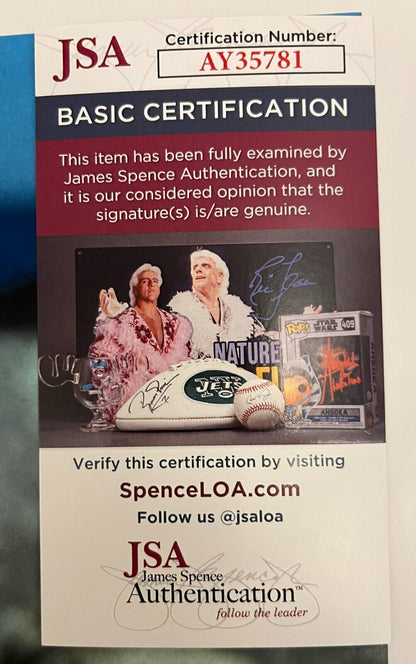 JSA
Certification Number:
AY35781
BASIC CERTIFICATION
This item has been fully examined by
James Spence Authentication, and
it is our considered opinion that the
signature(s) is/are genuine.
NATURE
JETS
POP!
STAR WARS
409
AHSOKA
Verify this certification by visiting
SpenceLOA.com
Follow us @jsaloa
JSA
James Spence
Authentication™
follow the leader